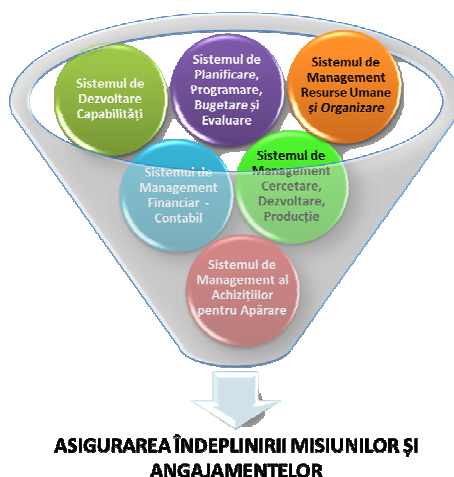 Sistemul de
Dezvoltare
Capabilități
Sistemul de
Planificare,
Programare,
Bugetare și
Evaluare
Sistemul de
Management
Resurse Umane
și Organizare
Sistemul de
Management
Financiar -
Contabil
Sistemul de
Management
Cercetare,
Dezvoltare,
Producție
Sistemul de
Management al
Achizițiilor
pentru Apărare
ASIGURAREA ÎNDEPLINIRII MISIUNILOR ȘI
ANGAJAMENTELOR